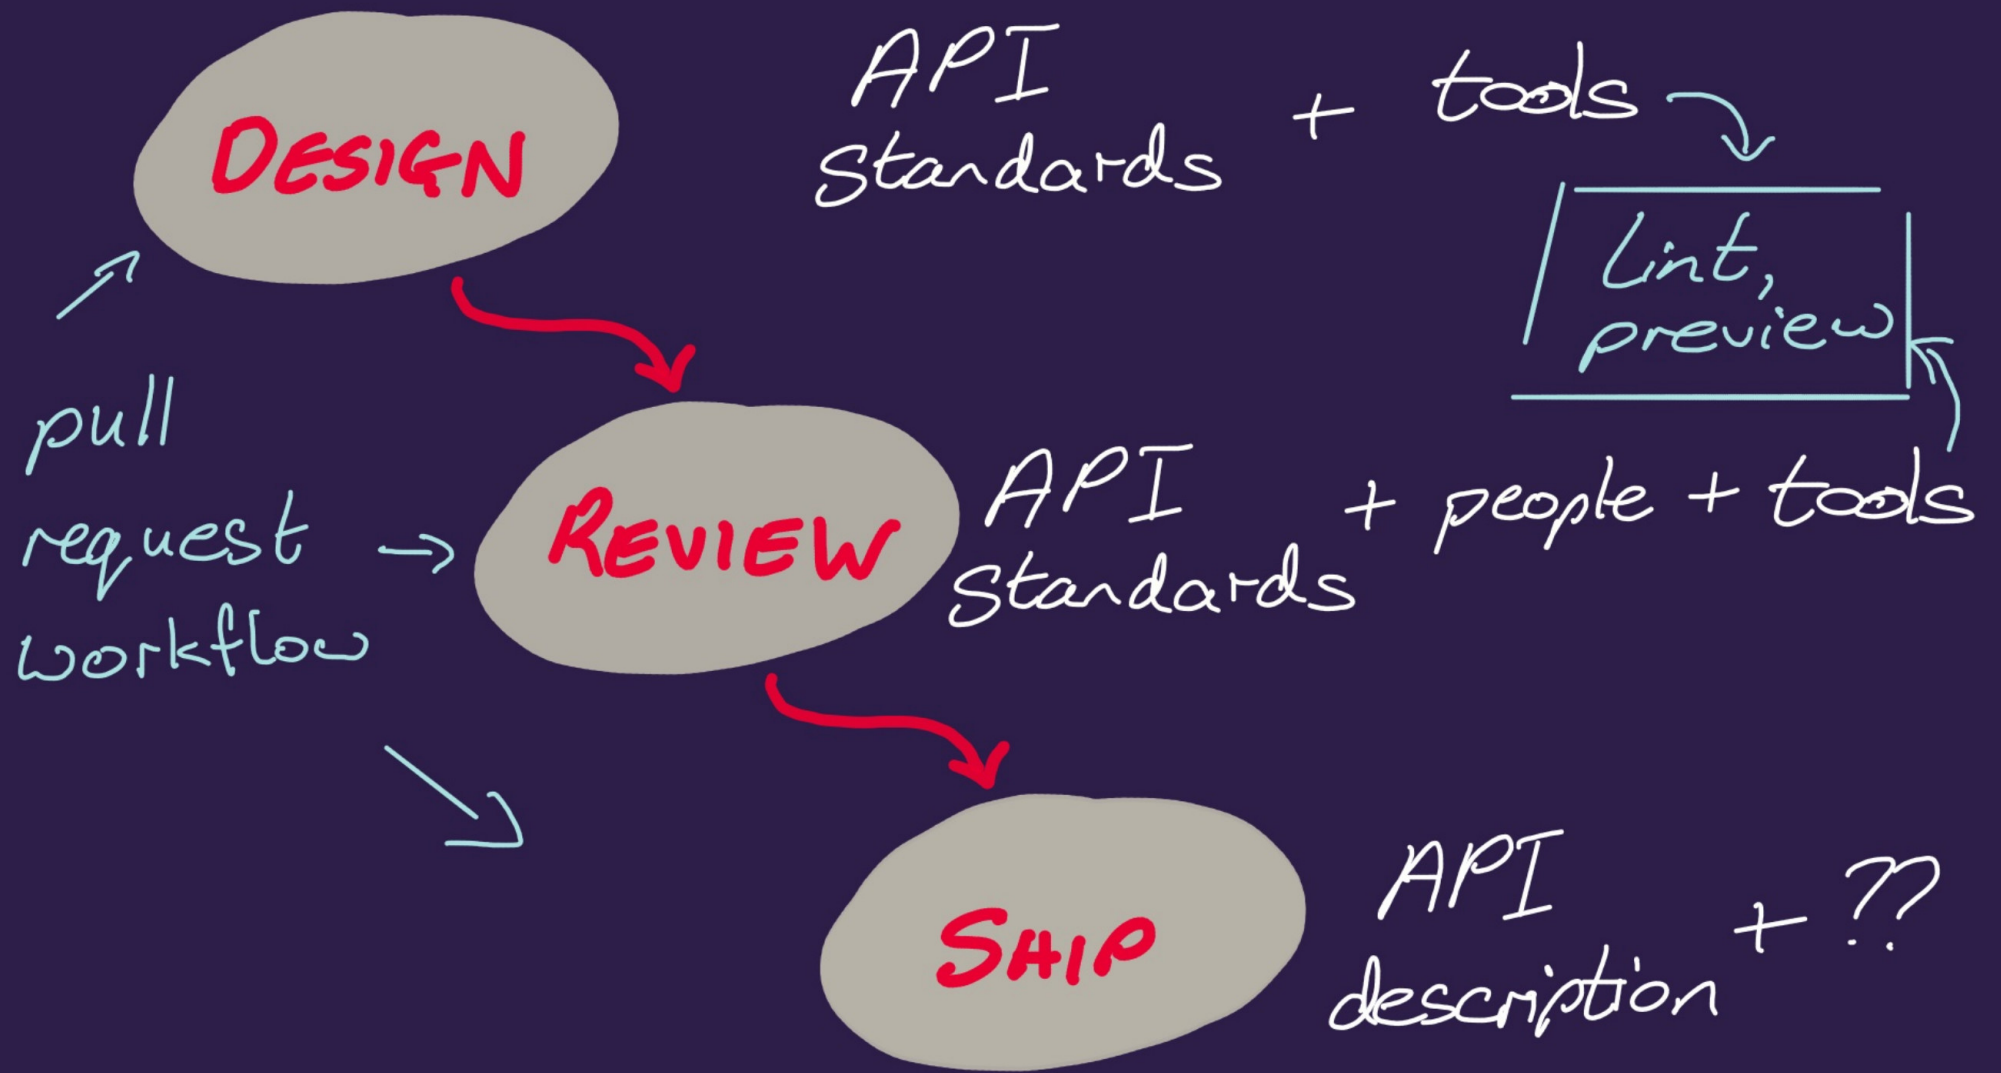 DESIGN
API
standards
+ tools
Lint,
preview
pull
request
workflow
REVIEW
API
standards
+ people + tools
SHIP
API
description
+ ??